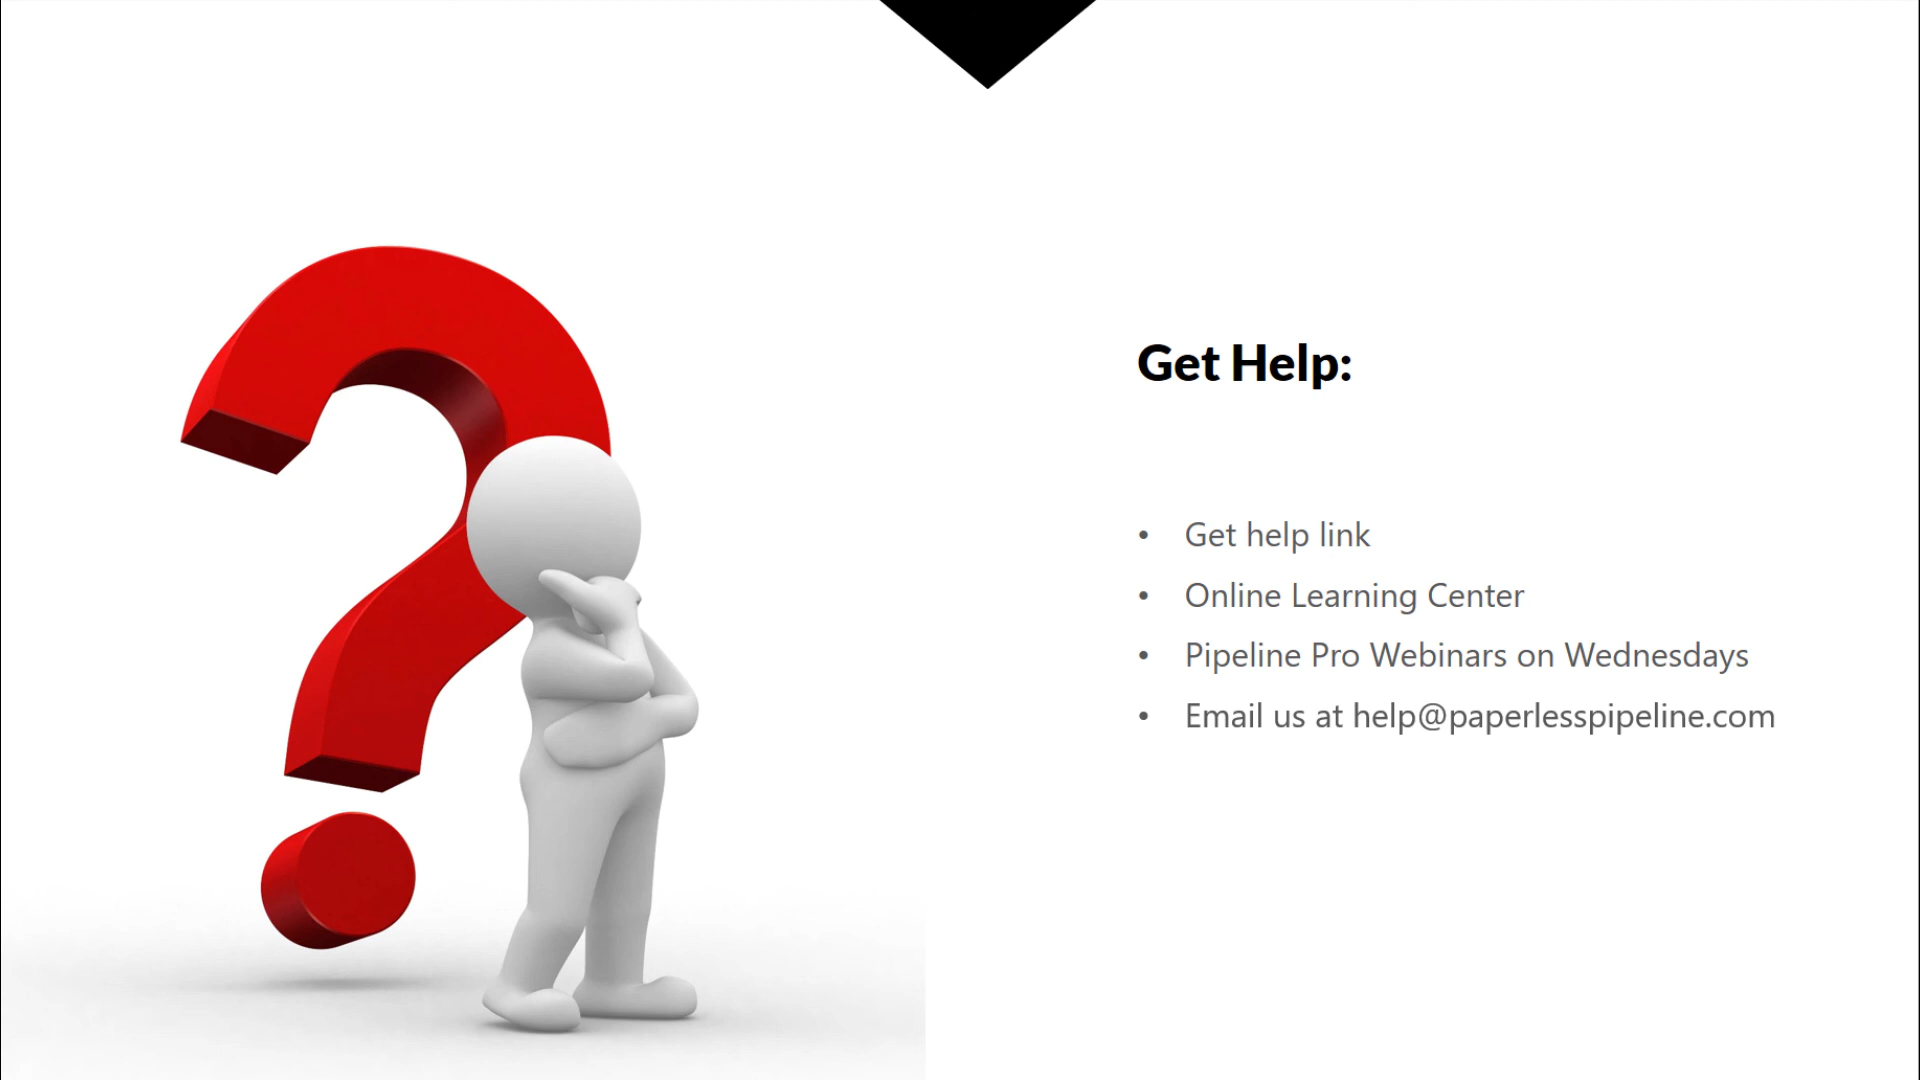 Get Help:
• Get help link
• Online Learning Center
• Pipeline Pro Webinars on Wednesdays
• Email us at help@paperlesspipeline.com